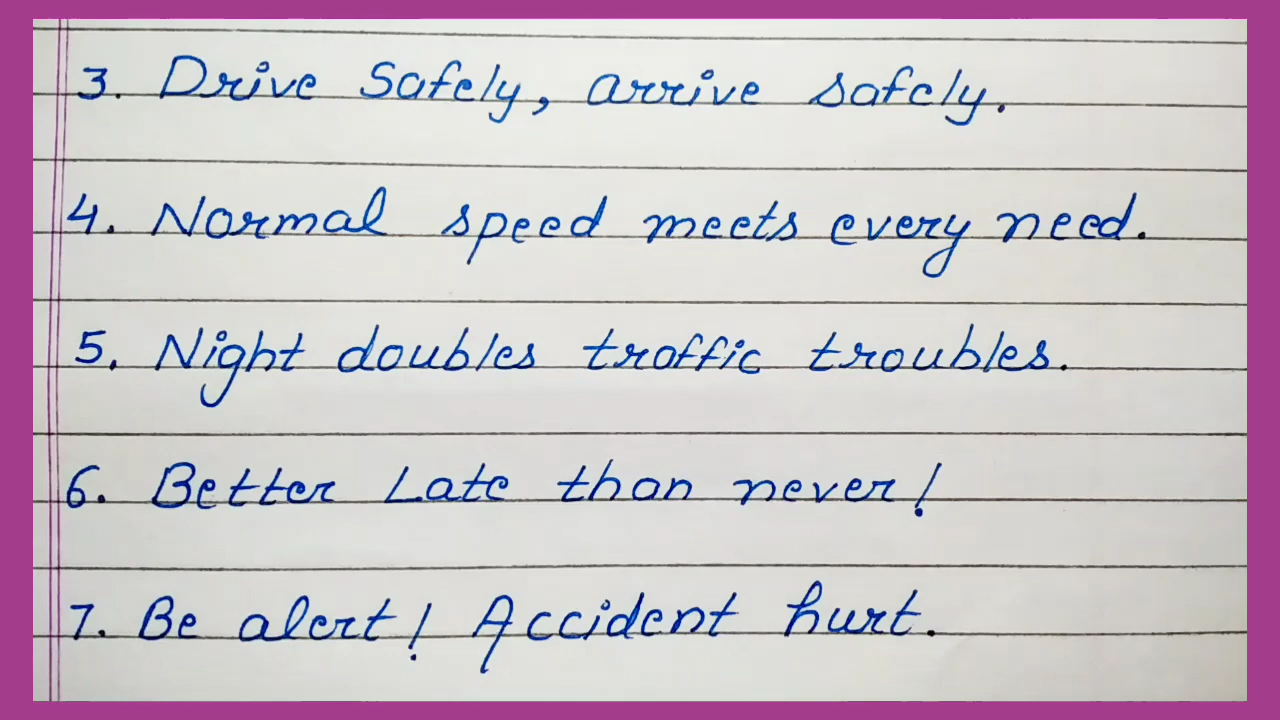 3. Drive Safely, arrive safely.
4. Normal speed meets every need.
5. Night doubles traffic troubles.
6. Better Late than never!
7. Be alert! Accident hurt.